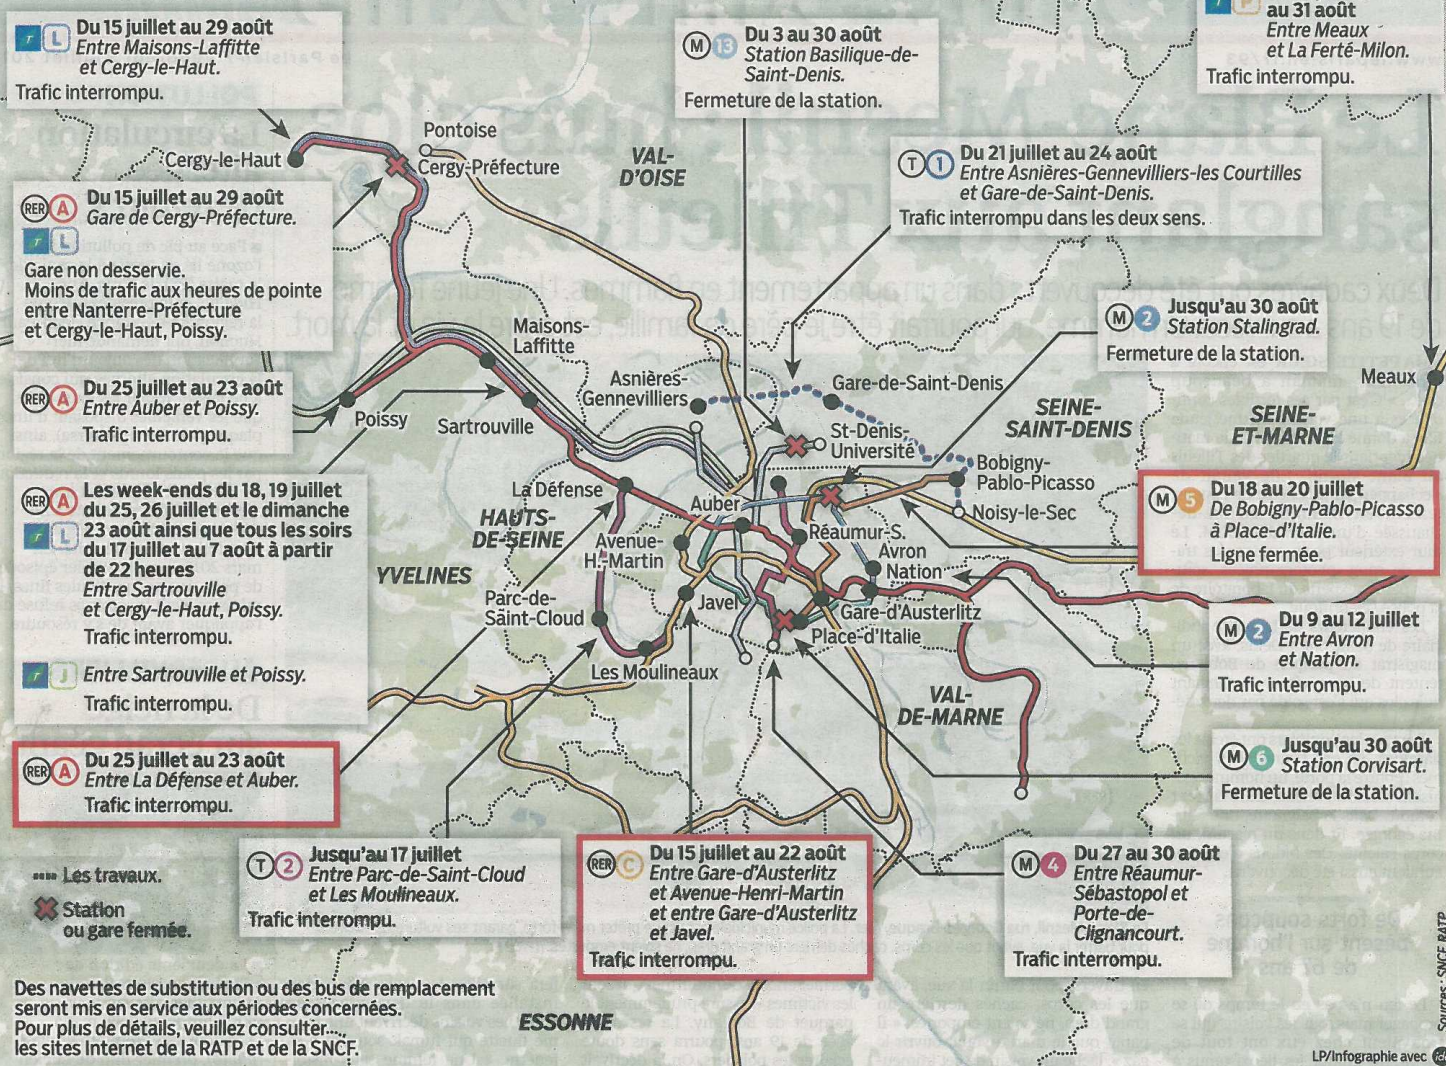 T L Du 15 juillet au 29 août
Entre Maisons-Laffitte
et Cergy-le-Haut.
Trafic interrompu.
M 13 Du 3 au 30 août
Station Basilique-de-
Saint-Denis.
Fermeture de la station.
T P
au 31 août
Entre Meaux
et La Ferté-Milon.
Trafic interrompu.
T 1 Du 21 juillet au 24 août
Entre Asnières-Gennevilliers-les Courtilles
et Gare-de-Saint-Denis.
Trafic interrompu dans les deux sens.
RER A Du 15 juillet au 29 août
Gare de Cergy-Préfecture.
T L
Gare non desservie.
Moins de trafic aux heures de pointe
entre Nanterre-Préfecture
et Cergy-le-Haut, Poissy.
M 2 Jusqu'au 30 août
Station Stalingrad.
Fermeture de la station.
RER A Du 25 juillet au 23 août
Entre Auber et Poissy.
Trafic interrompu.
RER A Les week-ends du 18, 19 juillet
du 25, 26 juillet et le dimanche
T L 23 août ainsi que tous les soirs
du 17 juillet au 7 août à partir
de 22 heures
Entre Sartrouville
et Cergy-le-Haut, Poissy.
Trafic interrompu.
T J Entre Sartrouville et Poissy.
Trafic interrompu.
M 5 Du 18 au 20 juillet
De Bobigny-Pablo-Picasso
à Place-d'Italie.
Ligne fermée.
M 2 Du 9 au 12 juillet
Entre Avron
et Nation.
Trafic interrompu.
M 6 Jusqu'au 30 août
Station Corvisart.
Fermeture de la station.
RER A Du 25 juillet au 23 août
Entre La Défense et Auber.
Trafic interrompu.
T 2 Jusqu'au 17 juillet
Entre Parc-de-Saint-Cloud
et Les Moulineaux.
Trafic interrompu.
RER C Du 15 juillet au 22 août
Entre Gare-d'Austerlitz
et Avenue-Henri-Martin
et entre Gare-d'Austerlitz
et Javel.
Trafic interrompu.
M 4 Du 27 au 30 août
Entre Réaumur-
Sébastopol et
Porte-de-
Clignancourt.
Trafic interrompu.
Cergy-le-Haut
Pontoise
Cergy-Préfecture
VAL-
D'OISE
Maisons-
Laffitte
Poissy
Sartrouville
Asnières-
Gennevilliers
Gare-de-Saint-Denis
St-Denis-
Université
SEINE-
SAINT-DENIS
SEINE-
ET-MARNE
Meaux
Bobigny-
Pablo-Picasso
Noisy-le-Sec
La Défense
HAUTS-
DE-SEINE
Auber
Avenue-
H.-Martin
Réaumur-S.
Avron
Nation
YVELINES
Parc-de-
Saint-Cloud
Javel
Gare-d'Austerlitz
Place-d'Italie
Les Moulineaux
VAL-
DE-MARNE
ESSONNE
Les travaux.
Station
ou gare fermée.
Des navettes de substitution ou des bus de remplacement
seront mis en service aux périodes concernées.
Pour plus de détails, veuillez consulter
les sites Internet de la RATP et de la SNCF.
Sources : SNCF, RATP
LP/Infographie avec idé